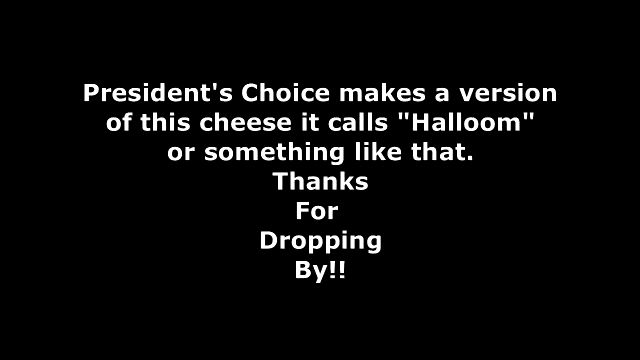 President's Choice makes a version
of this cheese it calls "Halloom"
or something like that.
Thanks
For
Dropping
By!!